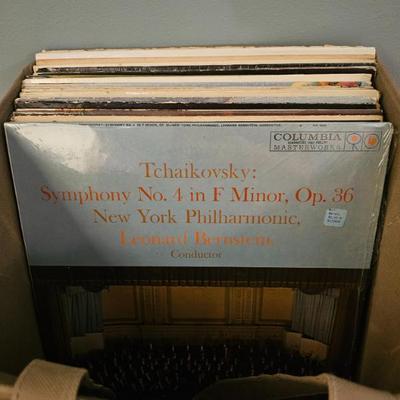 COLUMBIA
MASTERWORKS
Tchaikovsky:
Symphony No. 4 in F Minor, Op. 36
New York Philharmonic,
Leonard Bernstein,
Conductor